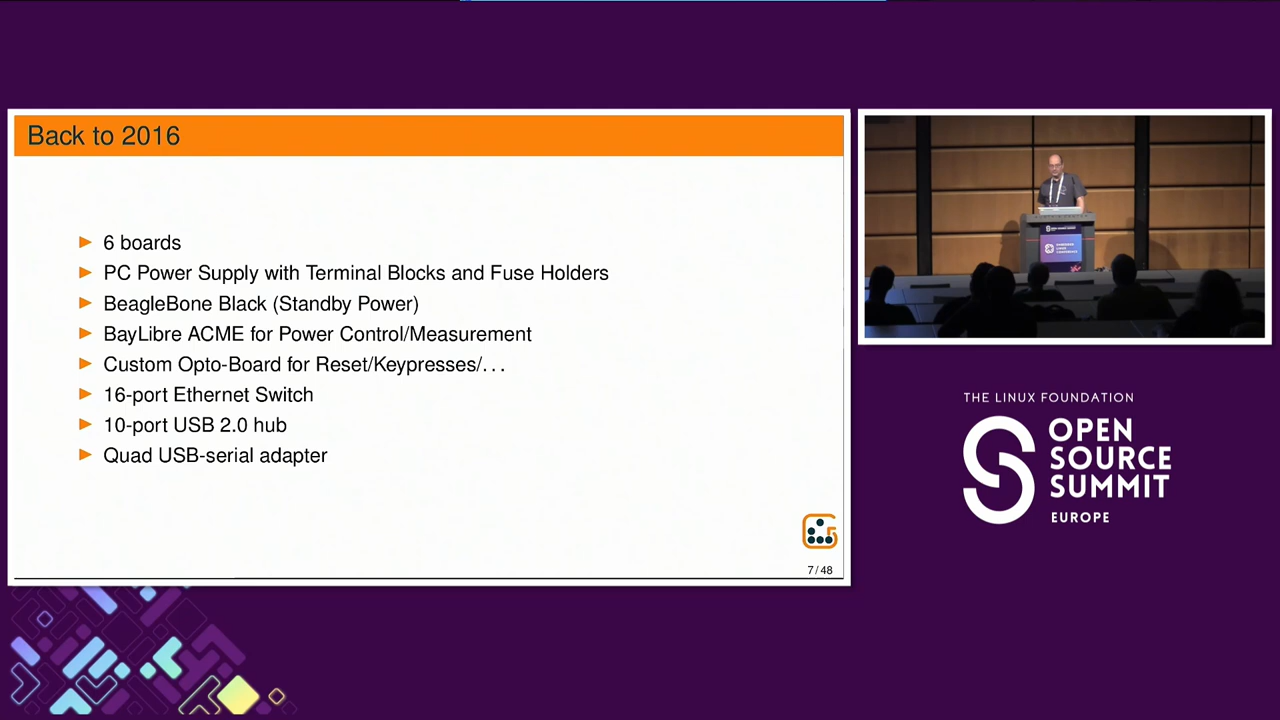 Back to 2016
6 boards
PC Power Supply with Terminal Blocks and Fuse Holders
BeagleBone Black (Standby Power)
BayLibre ACME for Power Control/Measurement
Custom Opto-Board for Reset/Keypresses/...
16-port Ethernet Switch
10-port USB 2.0 hub
Quad USB-serial adapter
7/48
THE LINUX FOUNDATION
OPEN
SOURCE
SUMMIT
EUROPE